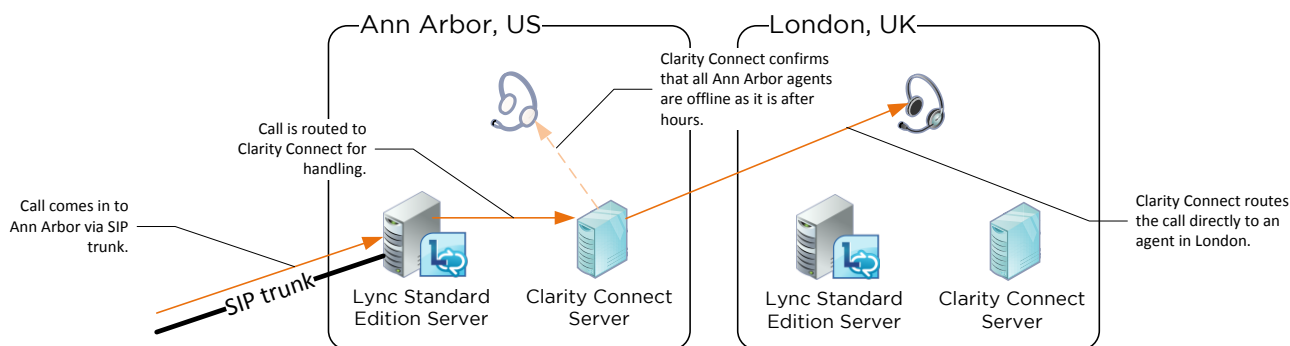 Ann Arbor, US
London, UK
Clarity Connect confirms
that all Ann Arbor agents
are offline as it is after
hours.
Call is routed to
Clarity Connect for
handling.
Call comes in to
Ann Arbor via SIP
trunk.
Clarity Connect routes
the call directly to an
agent in London.
SIP trunk
Lync Standard
Edition Server
Clarity Connect
Server
Lync Standard
Edition Server
Clarity Connect
Server